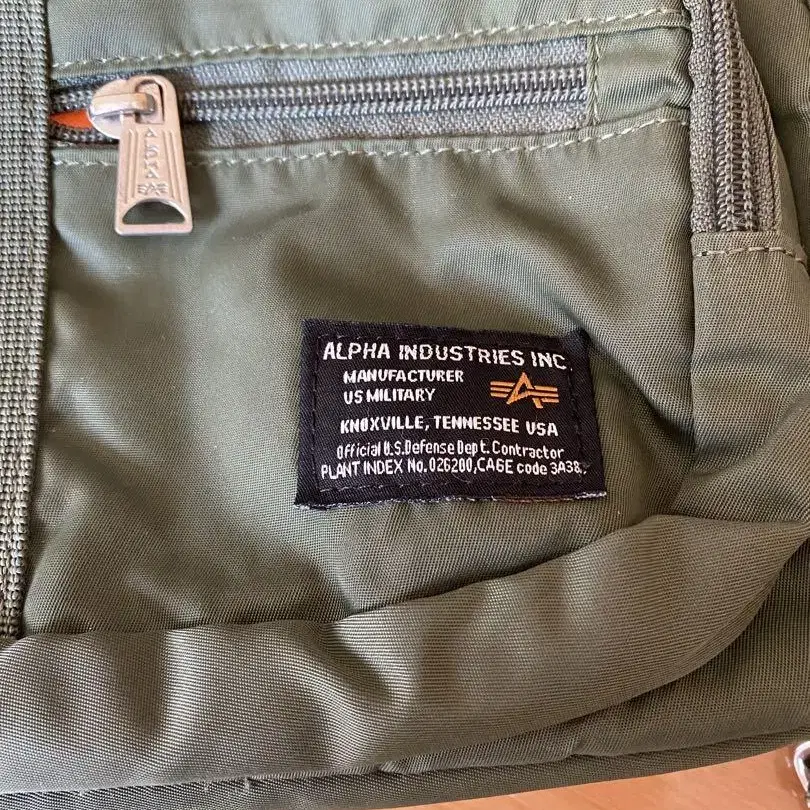 ALPHA
ALPHA INDUSTRIES INC.
MANUFACTURER
US MILITARY
KNOXVILLE, TENNESSEE USA
Official U.S.Defense Dept. Contractor
PLANT INDEX No. 026200,CAGE code 3A38